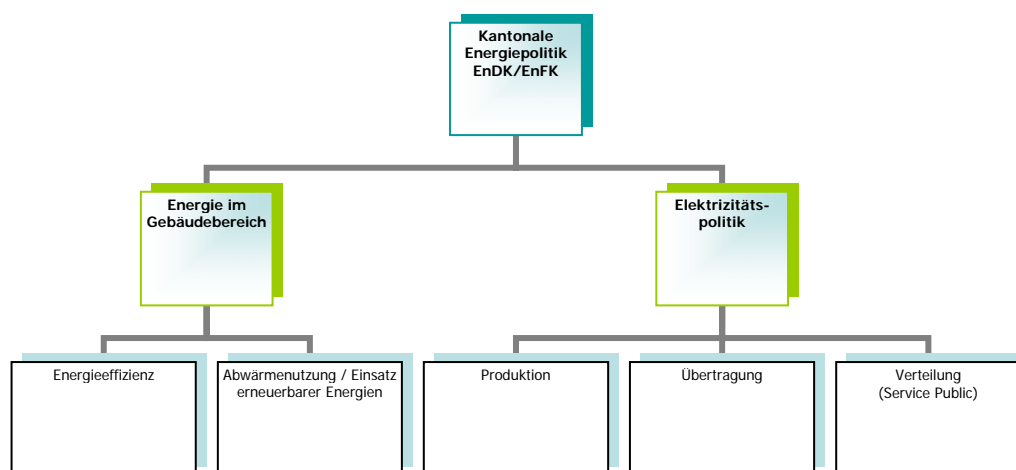 Kantonale
Energiepolitik
EnDK/EnFK
Energie im
Gebäudebereich
Elektrizitäts-
politik
Energieeffizienz
Abwärmenutzung / Einsatz
erneuerbarer Energien
Produktion
Übertragung
Verteilung
(Service Public)